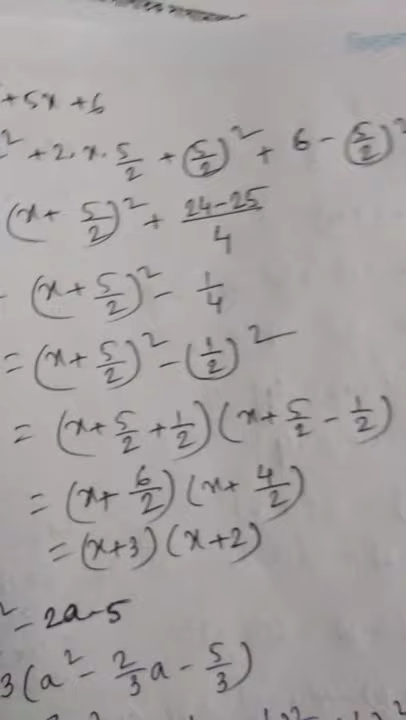 +5x+6
² + 2·x·5/2 + (5/2)² + 6 - (5/2)²
(x + 5/2)² + 24-25/4
- (x + 5/2)² - 1/4
= (x + 5/2)² - (1/2)²
= (x + 5/2 + 1/2) (x + 5/2 - 1/2)
= (x + 6/2) (x + 4/2)
= (x+3) (x+2)
² - 2a-5
3(a² - 2/3a - 5/3)